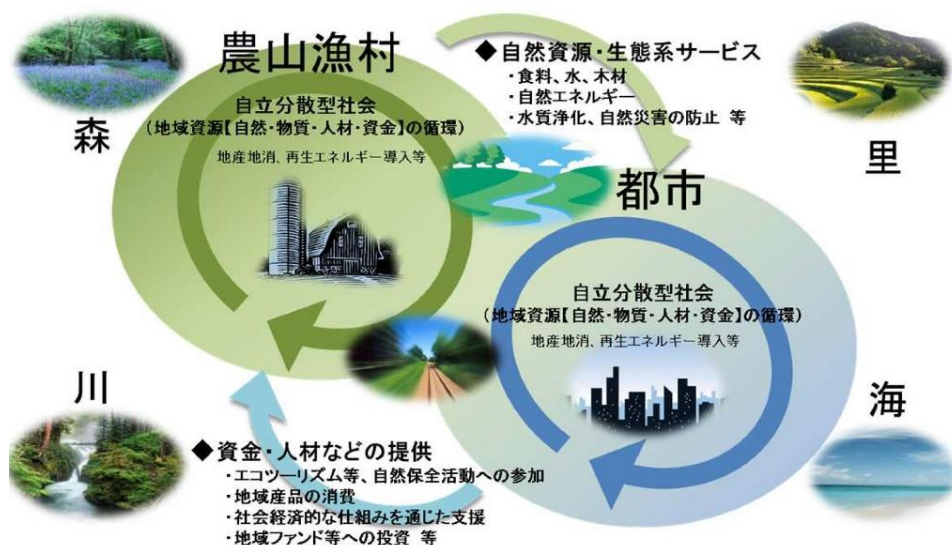 農山漁村
森
自立分散型社会
(地域資源【自然・物質・人材・資金】の循環)
地産地消、再生エネルギー導入等
◆自然資源・生態系サービス
・食料、水、木材
・自然エネルギー
・水質浄化、自然災害の防止 等
里
都市
自立分散型社会
(地域資源【自然・物質・人材・資金】の循環)
地産地消、再生エネルギー導入等
川
海
◆資金・人材などの提供
・エコツーリズム等、自然保全活動への参加
・地域産品の消費
・社会経済的な仕組みを通じた支援
・地域ファンド等への投資 等